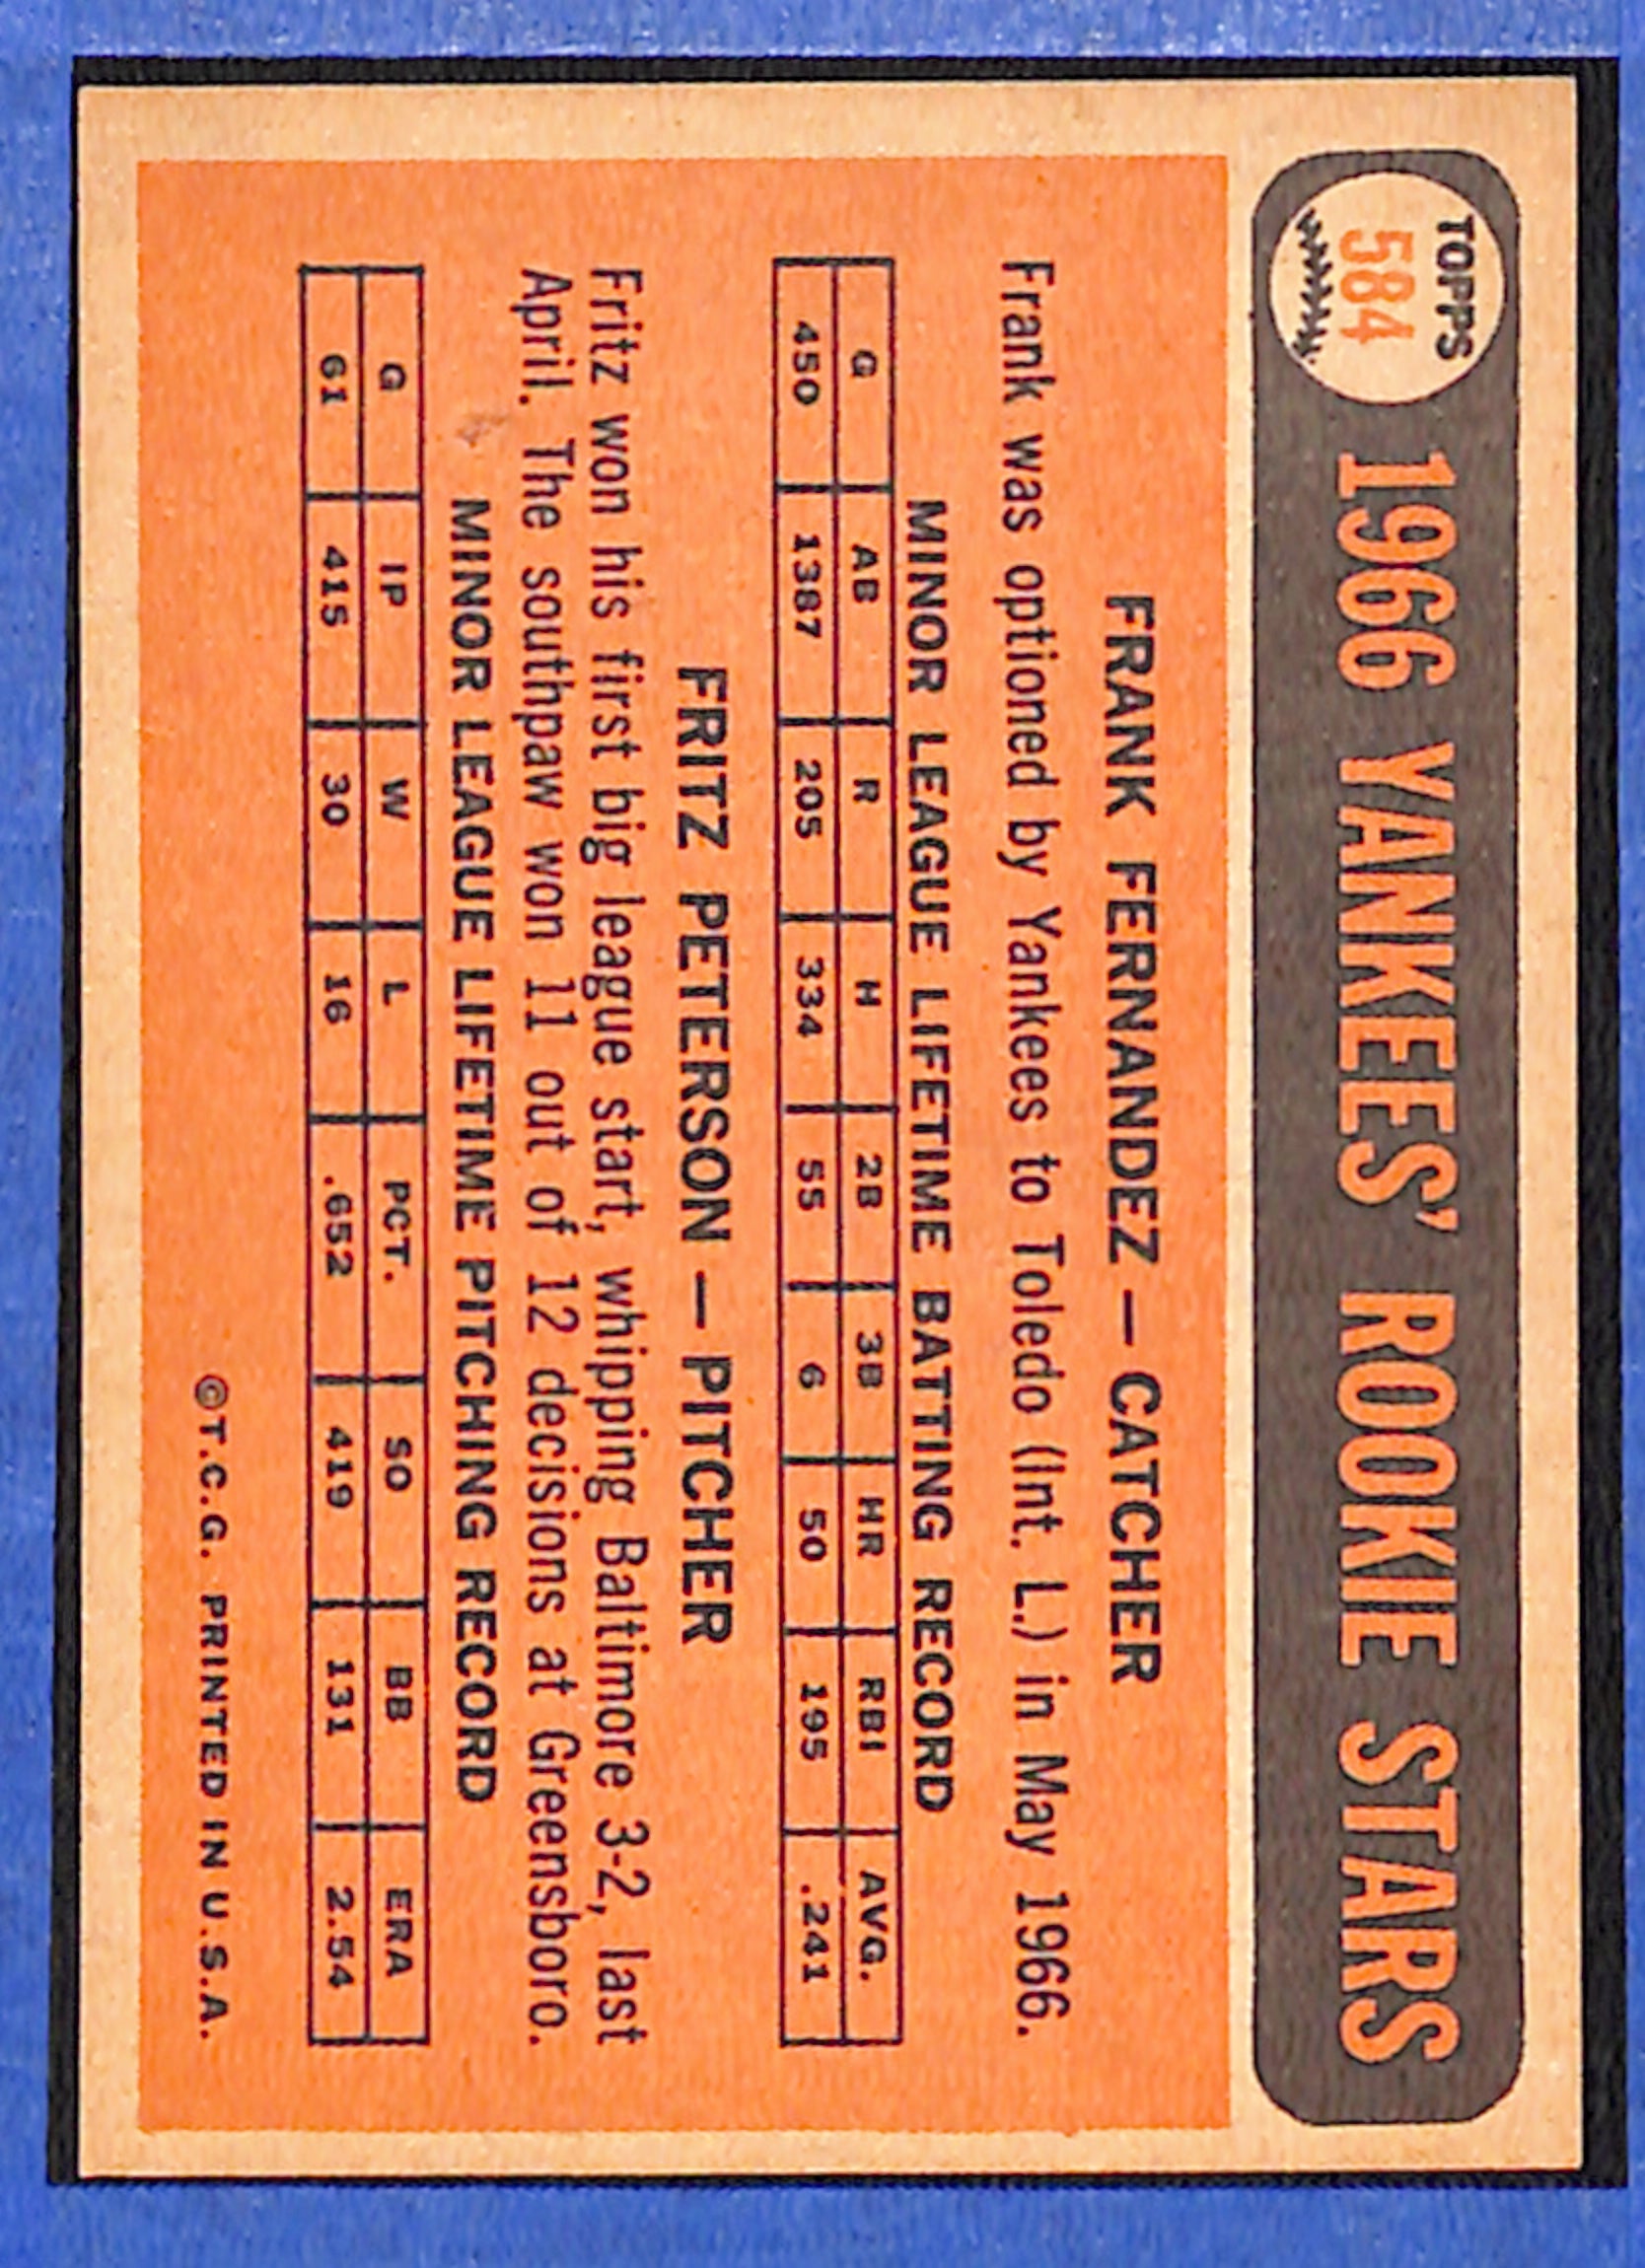 TOPPS
584
1966 YANKEES' ROOKIE STARS
FRANK FERNANDEZ — CATCHER
Frank was optioned by Yankees to Toledo (Int. L.) in May 1966.
MINOR LEAGUE LIFETIME BATTING RECORD
G AB R H 2B 3B HR RBI AVG.
450 1387 205 334 55 6 50 195 .241
FRITZ PETERSON — PITCHER
Fritz won his first big league start, whipping Baltimore 3-2, last
April. The southpaw won 11 out of 12 decisions at Greensboro.
MINOR LEAGUE LIFETIME PITCHING RECORD
G IP W L PCT. SO BB ERA
61 415 30 16 .652 419 131 2.54
©T.C.G. PRINTED IN U.S.A.